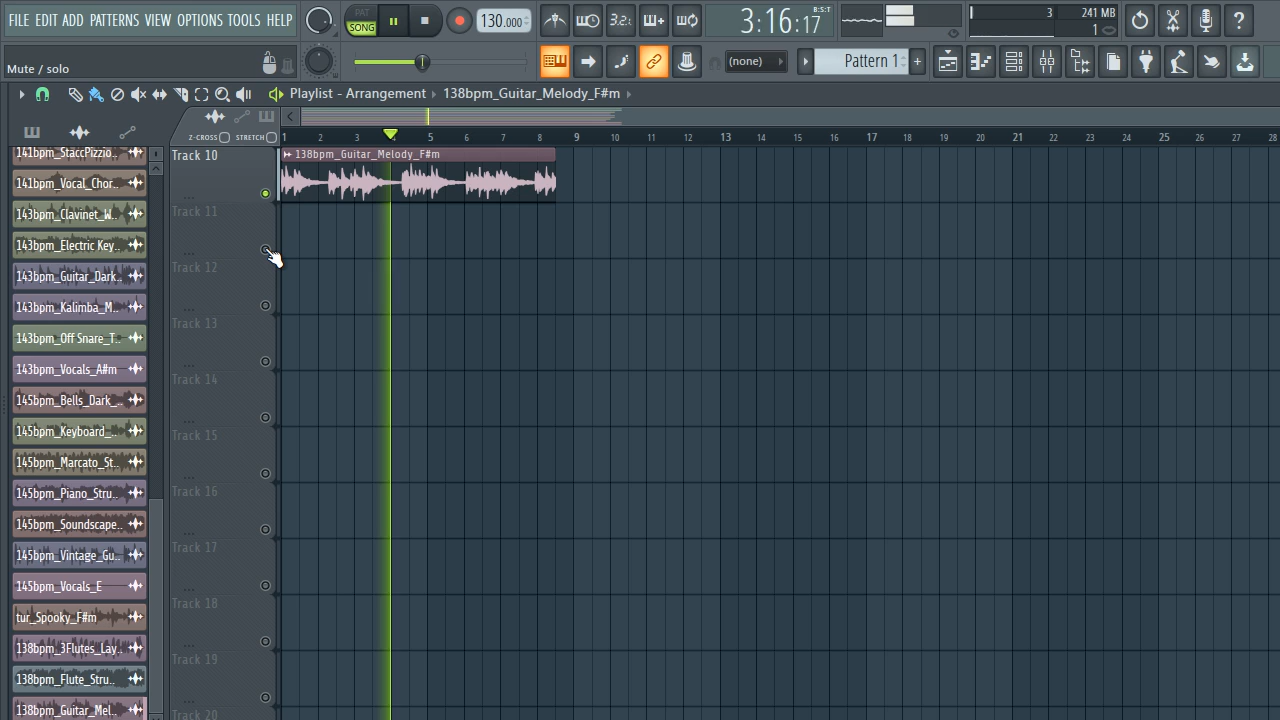 FILE EDIT ADD PATTERNS VIEW OPTIONS TOOLS HELP
PAT
SONG
130.000
3.2.
3:16:17
B:S:T
3
241 MB
1
Mute / solo
(none)
Pattern 1
Playlist - Arrangement
138bpm_Guitar_Melody_F#m
Z-CROSS
STRETCH
1 2 3 4 5 6 7 8 9 10 11 12 13 14 15 16 17 18 19 20 21 22 23 24 25 26 27 28
141bpm_StaccPizzio..
141bpm_Vocal_Chor..
143bpm_Clavinet_W..
143bpm_Electric Key..
143bpm_Guitar_Dark..
143bpm_Kalimba_M..
143bpm_Off Snare_T..
143bpm_Vocals_A#m
145bpm_Bells_Dark_..
145bpm_Keyboard_..
145bpm_Marcato_St..
145bpm_Piano_Stru..
145bpm_Soundscape..
145bpm_Vintage_Gu..
145bpm_Vocals_E
tur_Spooky_F#m
138bpm_3Flutes_Lay..
138bpm_Flute_Stru..
138bpm_Guitar_Mel..
Track 10
138bpm_Guitar_Melody_F#m
Track 11
Track 12
Track 13
Track 14
Track 15
Track 16
Track 17
Track 18
Track 19
Track 20